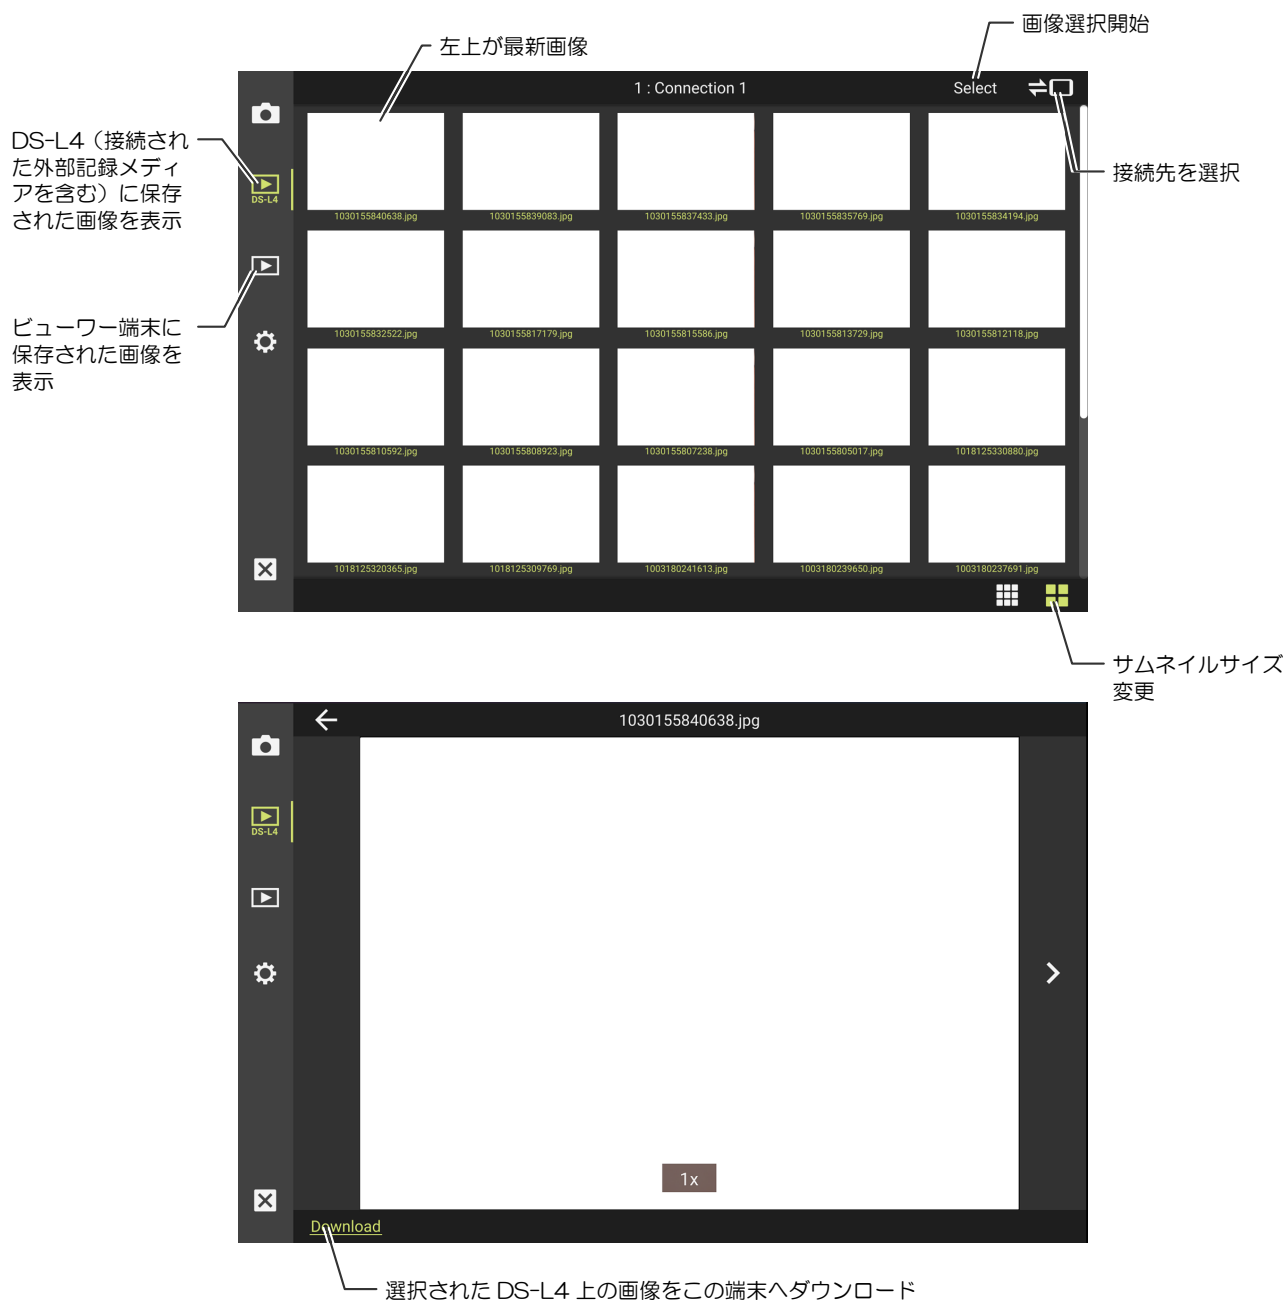 画像選択開始
左上が最新画像
1 : Connection 1
Select
DS-L4（接続され
た外部記録メディ
アを含む）に保存
された画像を表示
接続先を選択
DS-L4
1030155840638.jpg
1030155839083.jpg
1030155837433.jpg
1030155835769.jpg
1030155834194.jpg
ビューワー端末に
保存された画像を
表示
1030155832522.jpg
1030155817179.jpg
1030155815586.jpg
1030155813729.jpg
1030155812118.jpg
1030155810592.jpg
1030155808923.jpg
1030155807238.jpg
1030155805017.jpg
1018125330880.jpg
1018125320365.jpg
1018125309769.jpg
1003180241613.jpg
1003180239650.jpg
1003180237691.jpg
サムネイルサイズ
変更
1030155840638.jpg
DS-L4
1x
Download
選択された DS-L4 上の画像をこの端末へダウンロード